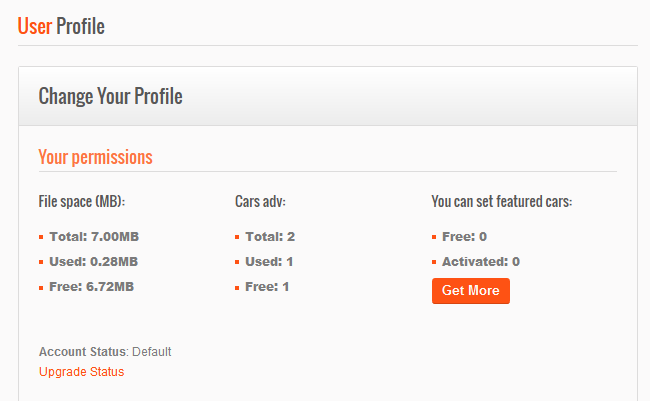 User Profile
Change Your Profile
Your permissions
File space (MB):
Total: 7.00MB
Used: 0.28MB
Free: 6.72MB
Cars adv:
Total: 2
Used: 1
Free: 1
You can set featured cars:
Free: 0
Activated: 0
Get More
Account Status: Default
Upgrade Status